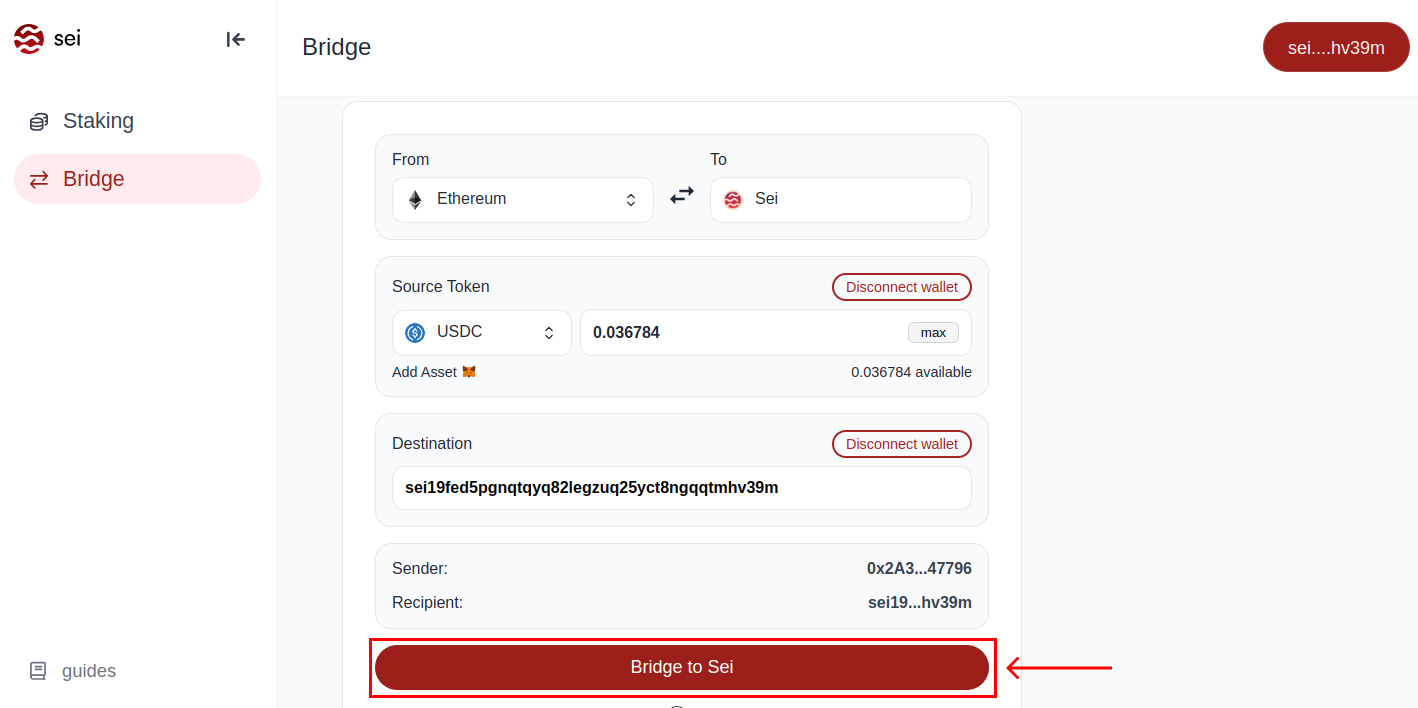 sei
Bridge
sei....hv39m
Staking
Bridge
From
To
Ethereum
Sei
Source Token
Disconnect wallet
USDC
0.036784
max
Add Asset
0.036784 available
Destination
Disconnect wallet
sei19fed5pgnqtqyq82legzuq25yct8ngqqtmhv39m
Sender:
0x2A3...47796
Recipient:
sei19...hv39m
Bridge to Sei
guides